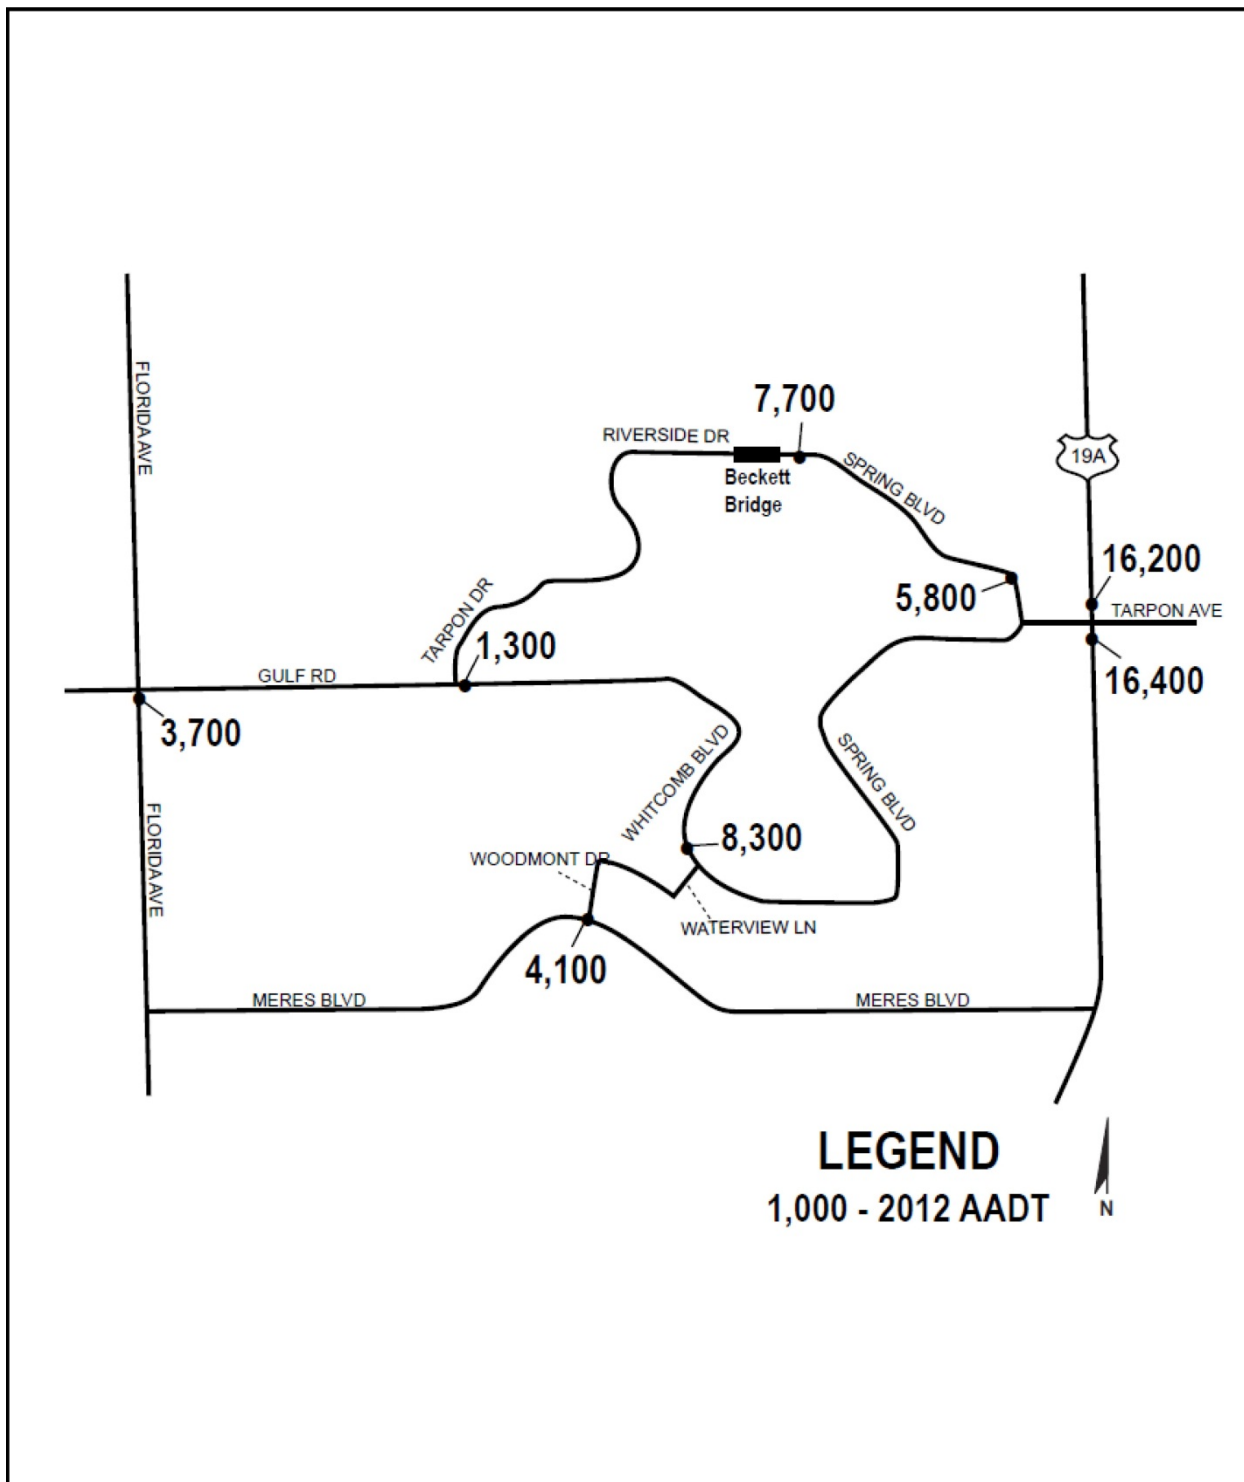 FLORIDA AVE
7,700
RIVERSIDE DR
Beckett
Bridge
SPRING BLVD
19A
16,200
5,800
TARPON AVE
TARPON DR
1,300
16,400
GULF RD
3,700
WHITCOMB BLVD
SPRING BLVD
FLORIDA AVE
8,300
WOODMONT DR
WATERVIEW LN
4,100
MERES BLVD
MERES BLVD
LEGEND
1,000 - 2012 AADT
N